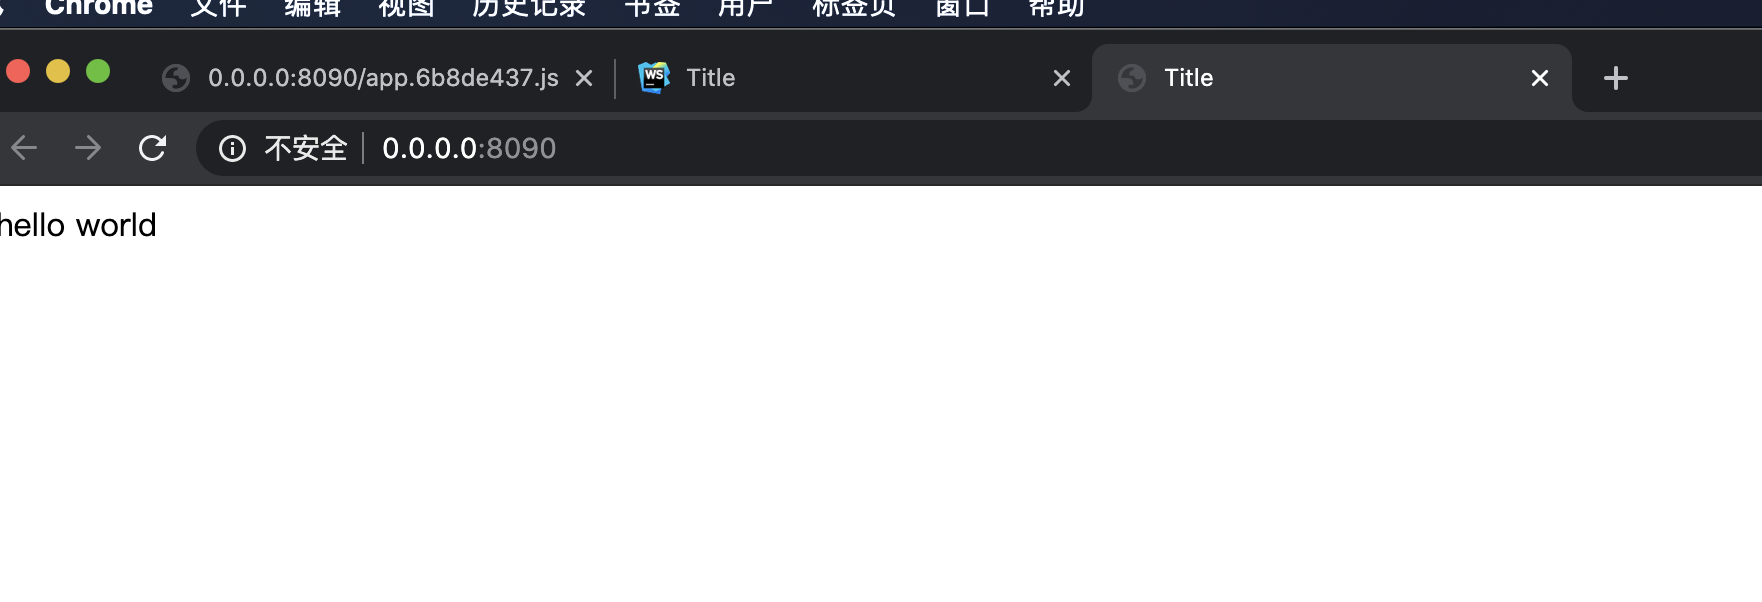 Chrome 文件 编辑 视图 历史记录 书签 用户 标签页 窗口 帮助
0.0.0.0:8090/app.6b8de437.js WS Title Title
不安全 0.0.0.0:8090
hello world